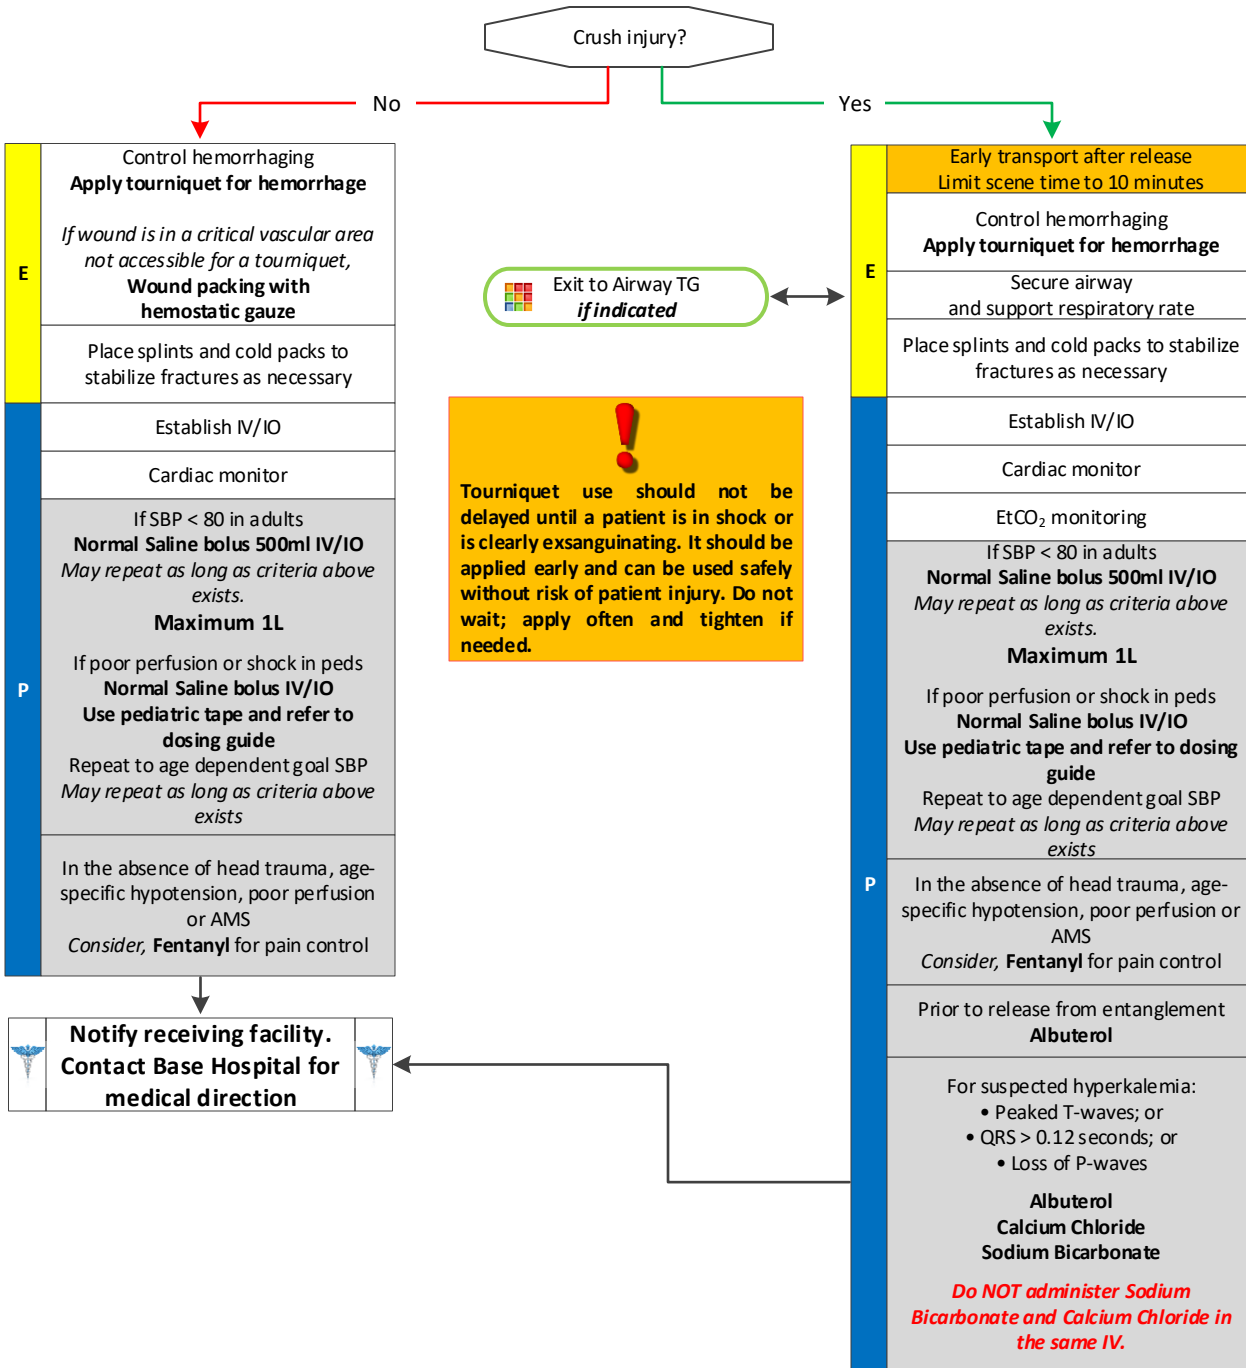 Crush injury?
No
Yes
E
Control hemorrhaging
Apply tourniquet for hemorrhage
If wound is in a critical vascular area
not accessible for a tourniquet,
Wound packing with
hemostatic gauze
Place splints and cold packs to
stabilize fractures as necessary
P
Establish IV/IO
Cardiac monitor
If SBP < 80 in adults
Normal Saline bolus 500ml IV/IO
May repeat as long as criteria above
exists.
Maximum 1L
If poor perfusion or shock in peds
Normal Saline bolus IV/IO
Use pediatric tape and refer to
dosing guide
Repeat to age dependent goal SBP
May repeat as long as criteria above
exists
In the absence of head trauma, age-
specific hypotension, poor perfusion
or AMS
Consider, Fentanyl for pain control
Notify receiving facility.
Contact Base Hospital for
medical direction
Exit to Airway TG
if indicated
Tourniquet use should not be
delayed until a patient is in shock or
is clearly exsanguinating. It should be
applied early and can be used safely
without risk of patient injury. Do not
wait; apply often and tighten if
needed.
E
Early transport after release
Limit scene time to 10 minutes
Control hemorrhaging
Apply tourniquet for hemorrhage
Secure airway
and support respiratory rate
Place splints and cold packs to stabilize
fractures as necessary
P
Establish IV/IO
Cardiac monitor
EtCO₂ monitoring
If SBP < 80 in adults
Normal Saline bolus 500ml IV/IO
May repeat as long as criteria above
exists.
Maximum 1L
If poor perfusion or shock in peds
Normal Saline bolus IV/IO
Use pediatric tape and refer to dosing
guide
Repeat to age dependent goal SBP
May repeat as long as criteria above
exists
In the absence of head trauma, age-
specific hypotension, poor perfusion or
AMS
Consider, Fentanyl for pain control
Prior to release from entanglement
Albuterol
For suspected hyperkalemia:
• Peaked T-waves; or
• QRS > 0.12 seconds; or
• Loss of P-waves
Albuterol
Calcium Chloride
Sodium Bicarbonate
Do NOT administer Sodium
Bicarbonate and Calcium Chloride in
the same IV.